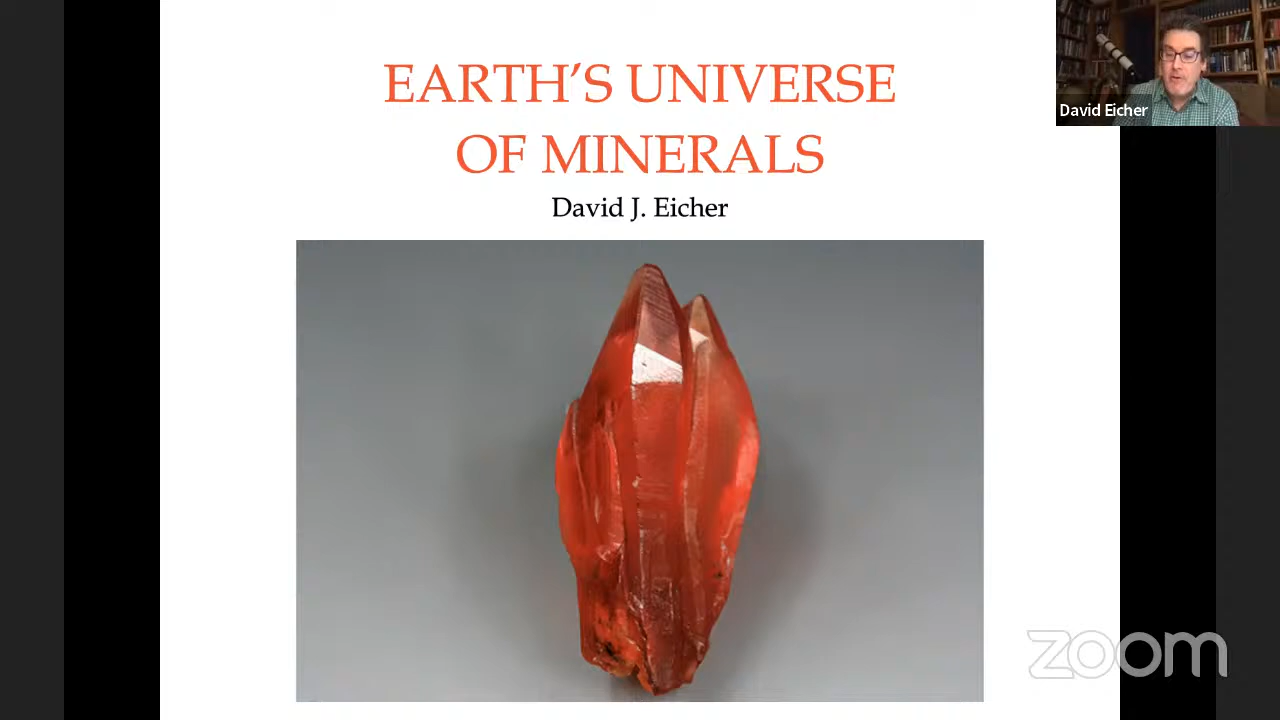 EARTH’S UNIVERSE
OF MINERALS
David J. Eicher
David Eicher
zoom